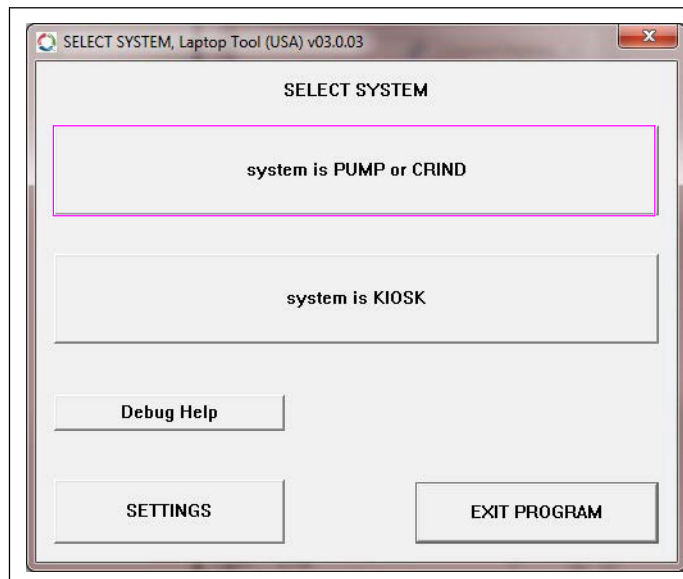 SELECT SYSTEM, Laptop Tool (USA) v03.0.03
SELECT SYSTEM
system is PUMP or CRIND
system is KIOSK
Debug Help
SETTINGS
EXIT PROGRAM